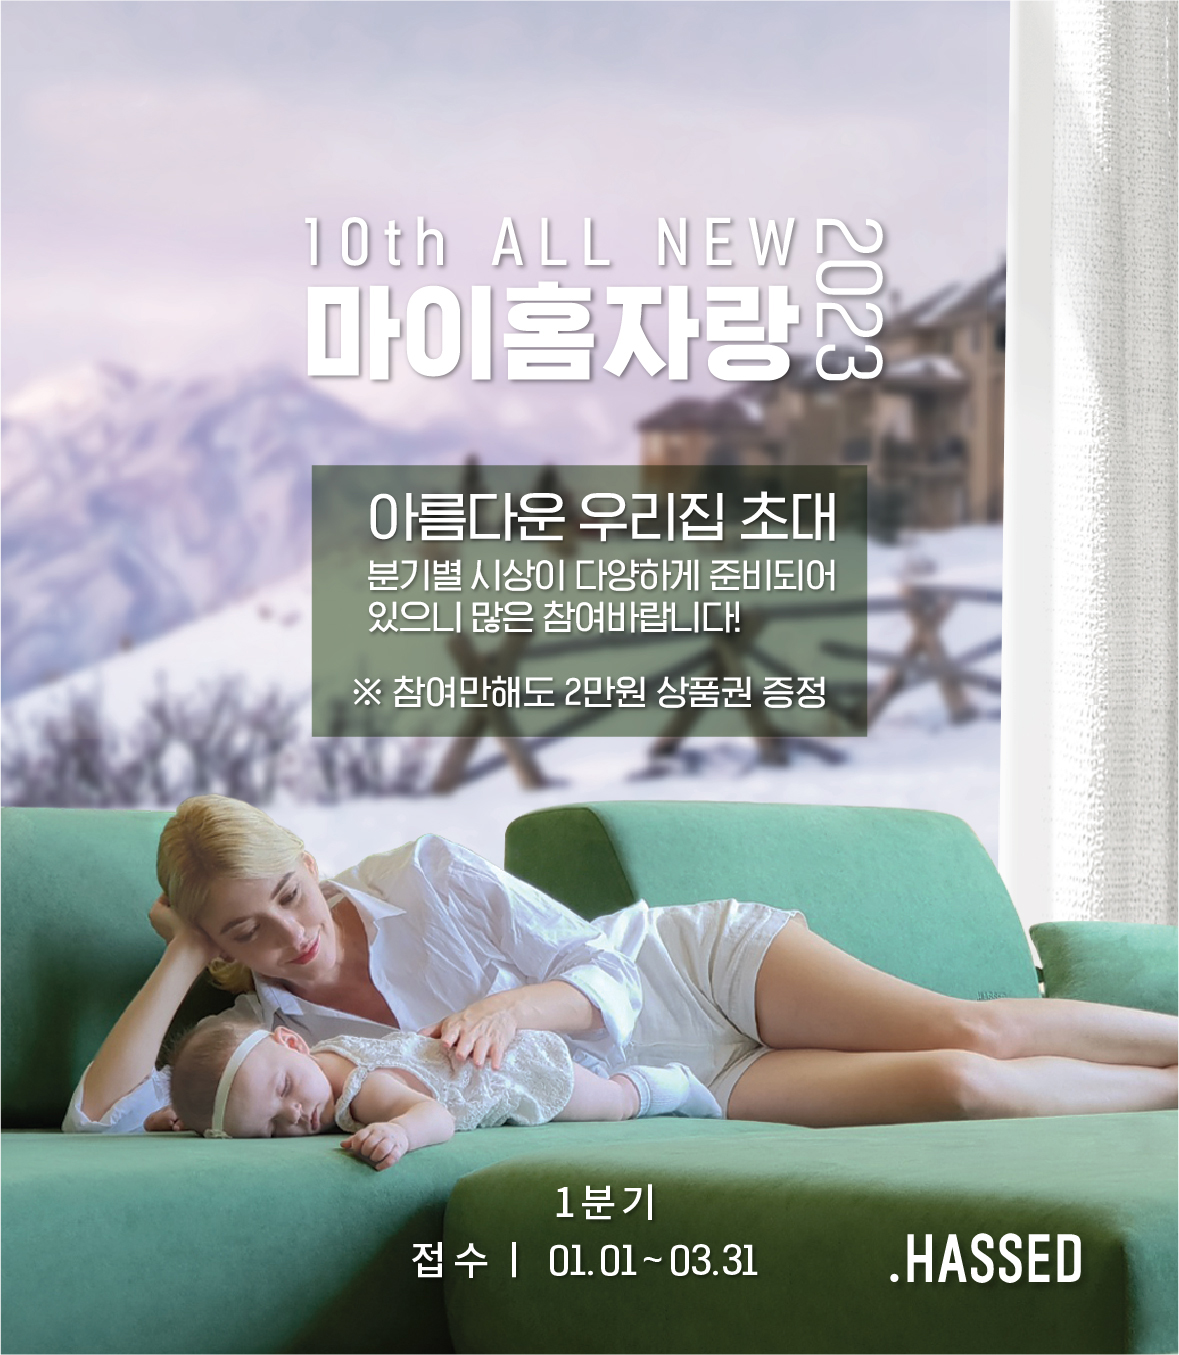 10th ALL NEW
마이홈자랑
2023
아름다운 우리집 초대
분기별 시상이 다양하게 준비되어
있으니 많은 참여바랍니다!
※ 참여만해도 2만원 상품권 증정
1분기
접수 | 01.01~03.31
.HASSED